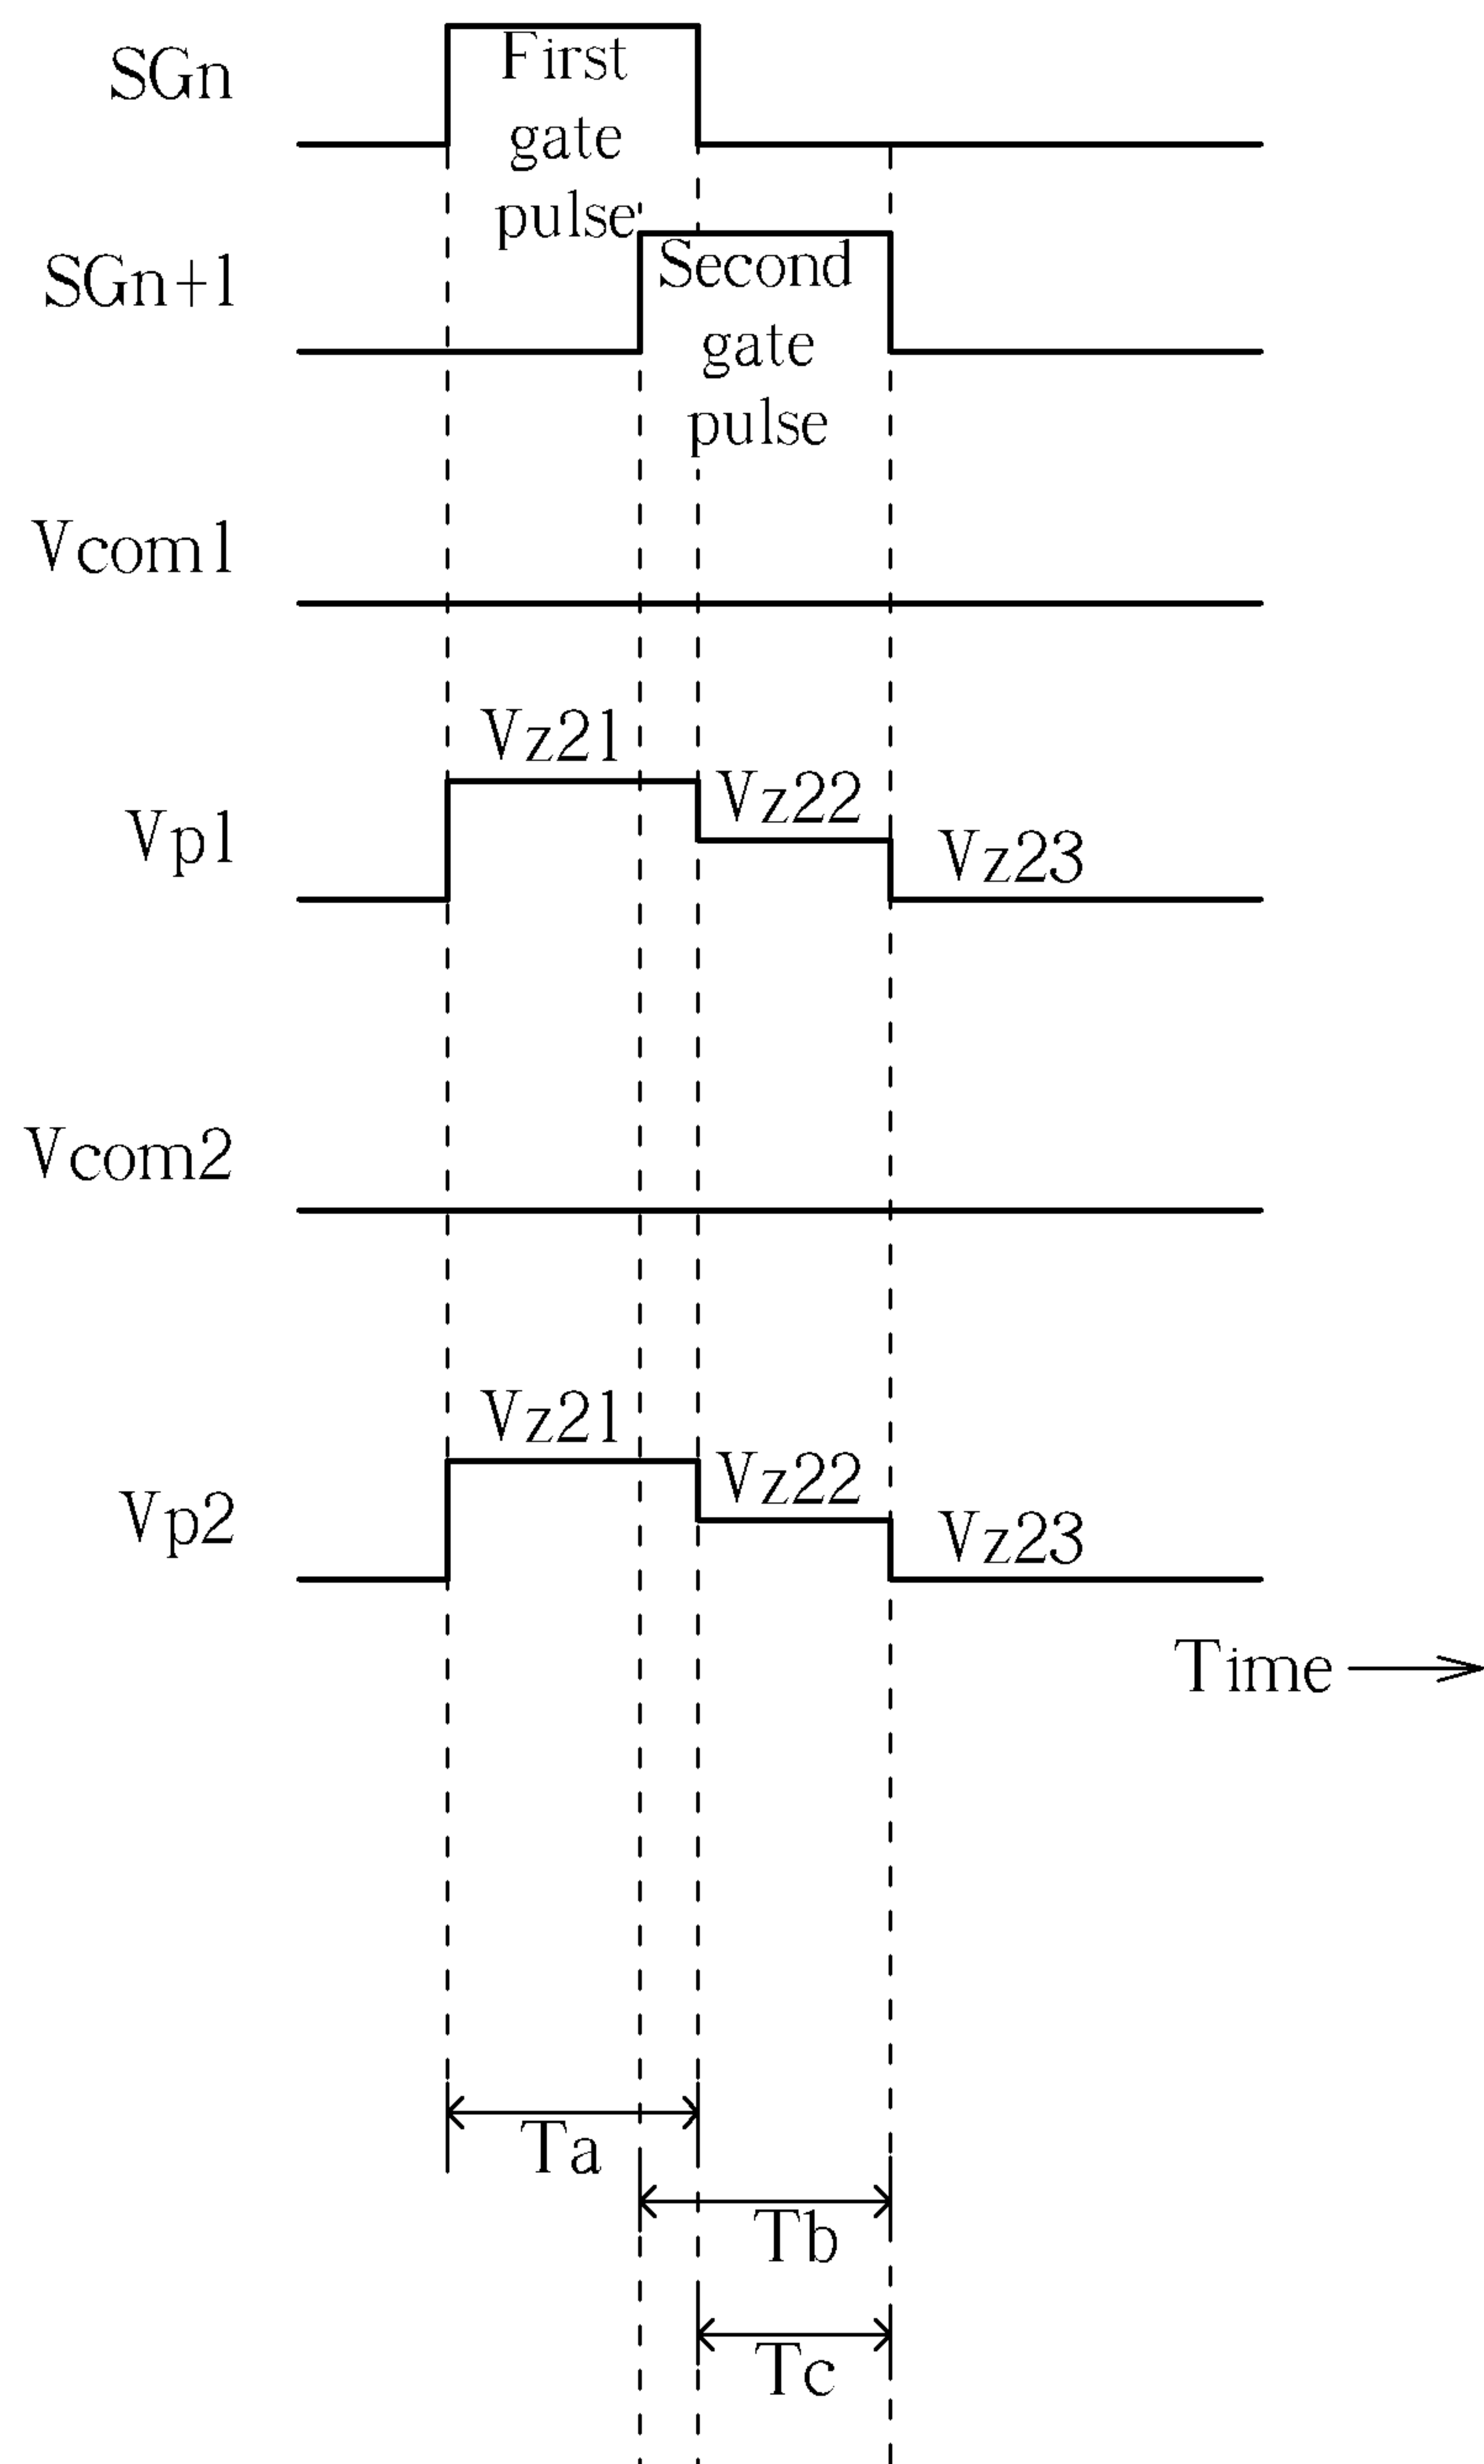 SGn
First
gate
pulse
SGn+1
Second
gate
pulse
Vcom1
Vz21
Vz22
Vp1
Vz23
Vcom2
Vz21
Vz22
Vp2
Vz23
Time
Ta
Tb
Tc